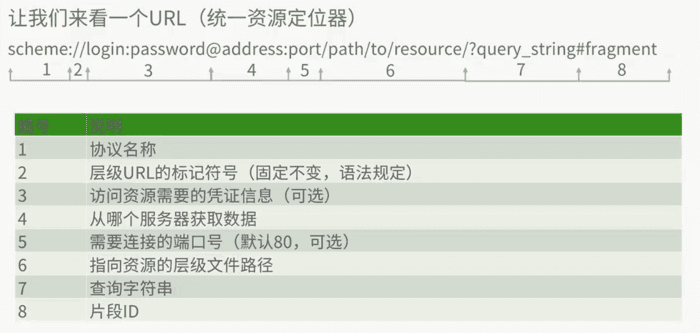 让我们来看一个URL（统一资源定位器）
scheme://login:password@address:port/path/to/resource/?query_string#fragment
1 2 3 4 5 6 7 8
编号 说明
1 协议名称
2 层级URL的标记符号（固定不变，语法规定）
3 访问资源需要的凭证信息（可选）
4 从哪个服务器获取数据
5 需要连接的端口号（默认80，可选）
6 指向资源的层级文件路径
7 查询字符串
8 片段ID